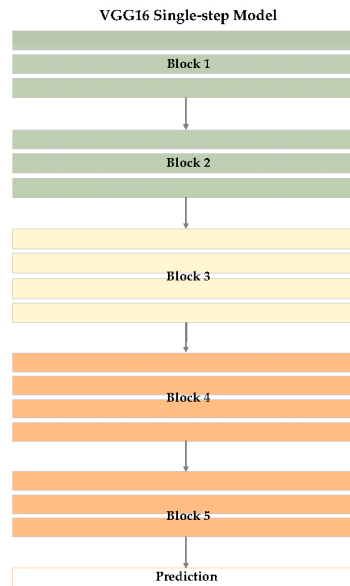 VGG16 Single-step Model
Block 1
Block 2
Block 3
Block 4
Block 5
Prediction